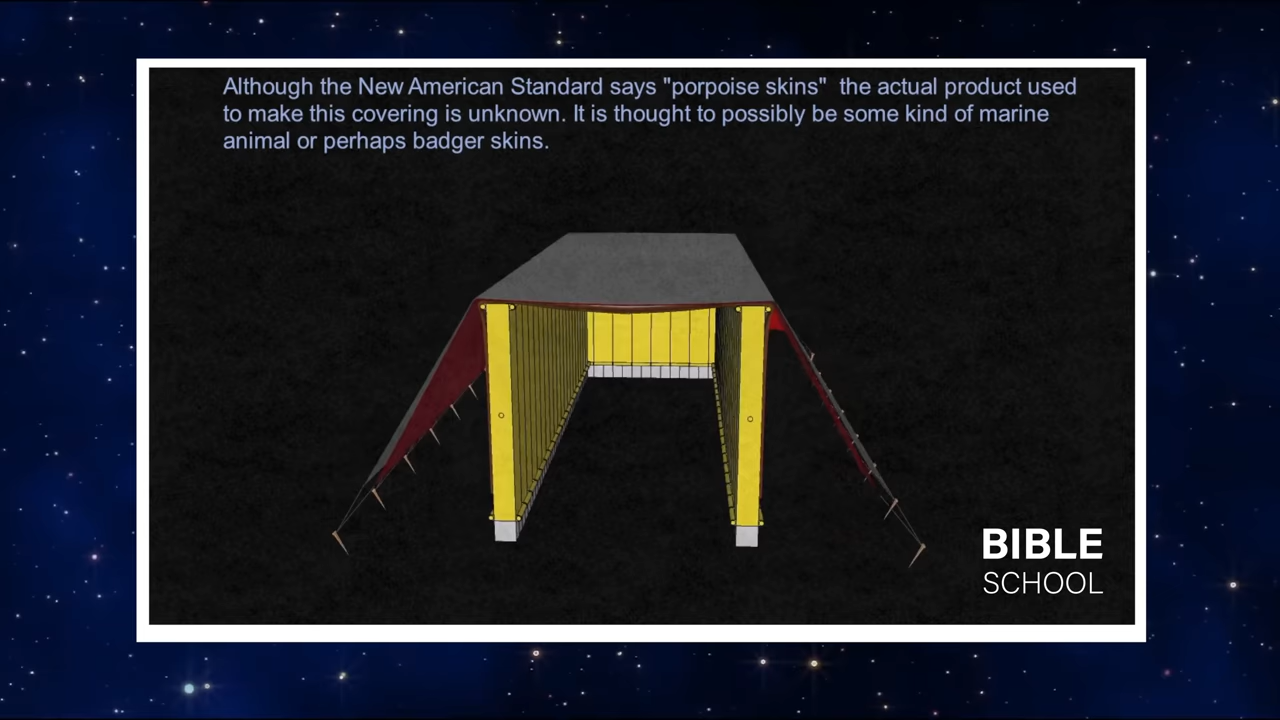 Although the New American Standard says "porpoise skins"  the actual product used
to make this covering is unknown. It is thought to possibly be some kind of marine
animal or perhaps badger skins.
BIBLE
SCHOOL